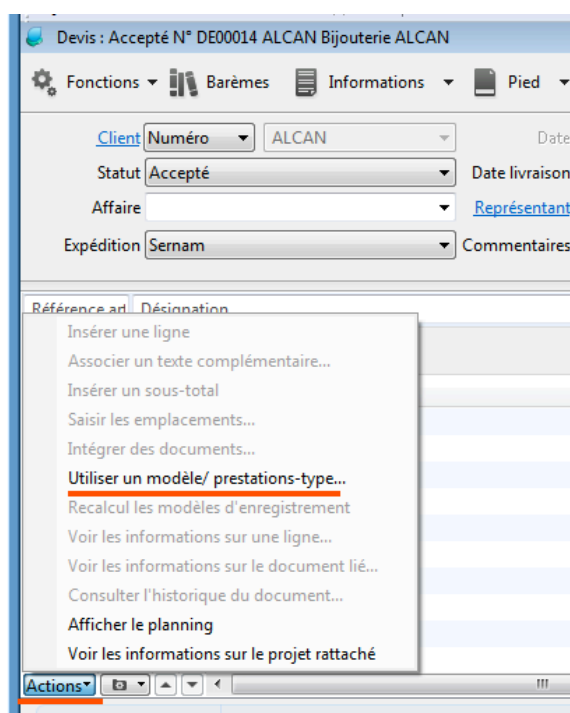 Devis : Accepté N° DE00014 ALCAN Bijouterie ALCAN
Fonctions Barèmes Informations Pied
Client Numéro ALCAN Date
Statut Accepté Date livraison
Affaire Représentant
Expédition Sernam Commentaires
Référence ar Désignation
Insérer une ligne
Associer un texte complémentaire...
Insérer un sous-total
Saisir les emplacements...
Intégrer des documents...
Utiliser un modèle/ prestations-type...
Recalcul les modèles d'enregistrement
Voir les informations sur une ligne...
Voir les informations sur le document lié...
Consulter l'historique du document...
Afficher le planning
Voir les informations sur le projet rattaché
Actions